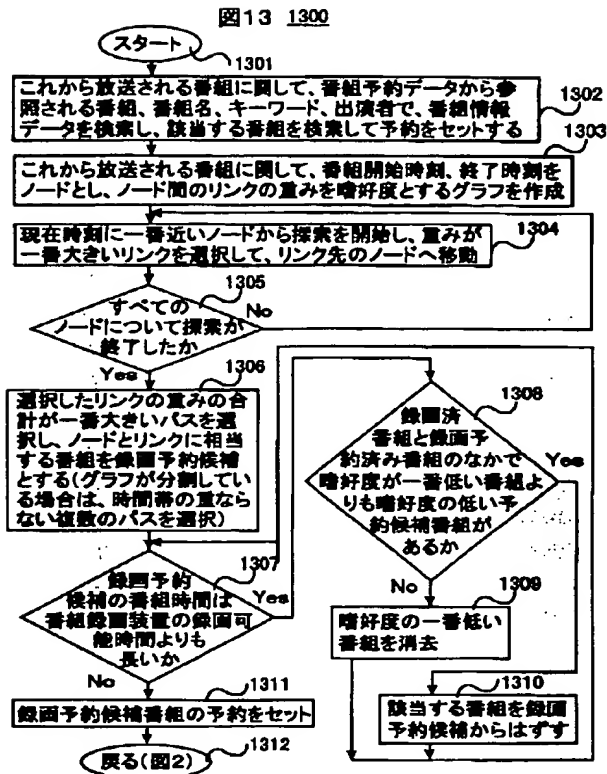 図13 1300
スタート
1301
これから放送される番組に関して、番組予約データから参
照される番組、番組名、キーワード、出演者で、番組情報
データを検索し、該当する番組を検索して予約をセットする
1302
1303
これから放送される番組に関して、番組開始時刻、終了時刻を
ノードとし、ノード間のリンクの重みを嗜好度とするグラフを作成
現在時刻に一番近いノードから探索を開始し、重みが
一番大きいリンクを選択して、リンク先のノードへ移動
1304
1305
すべての
ノードについて探索が
終了したか
No
Yes
1306
選択したリンクの重みの合
計が一番大きいパスを選
択し、ノードとリンクに相当
する番組を録画予約候補
とする(グラフが分割してい
る場合は、時間帯の重なら
ない複数のパスを選択)
1307
録画予約
候補の番組時間は
番組録画装置の録画可
能時間よりも
長いか
Yes
No
1308
録画済
番組と録画予
約済み番組のなかで
嗜好度が一番低い番組よ
りも嗜好度の低い予
約候補番組が
あるか
Yes
No
1309
嗜好度の一番低い
番組を消去
1310
該当する番組を録画
予約候補からはずす
1311
録画予約候補番組の予約をセット
1312
戻る(図2)